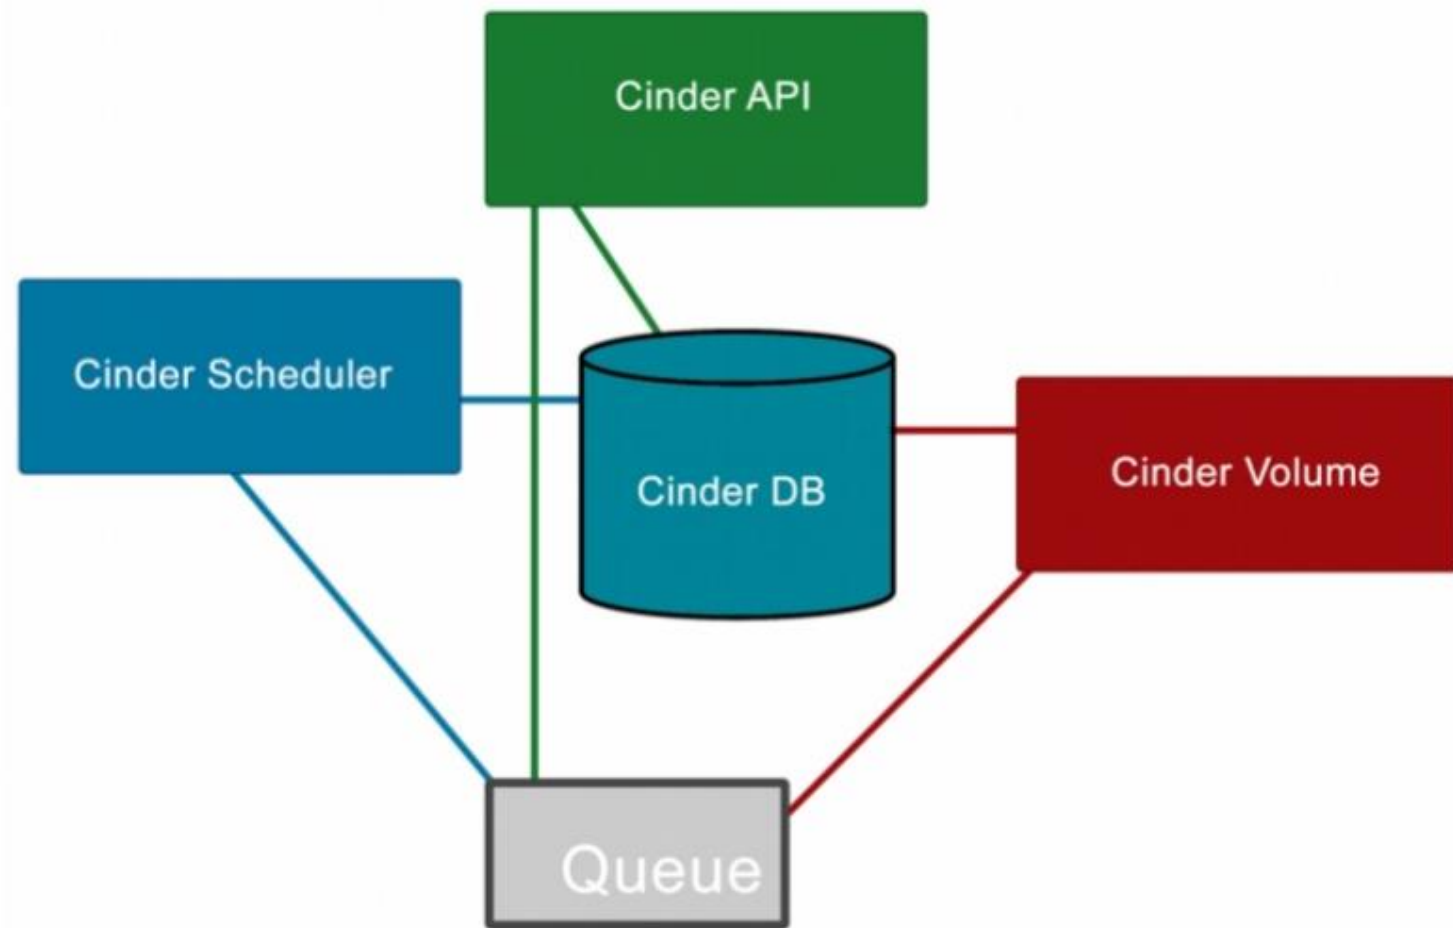 Cinder API
Cinder Scheduler
Cinder DB
Cinder Volume
Queue